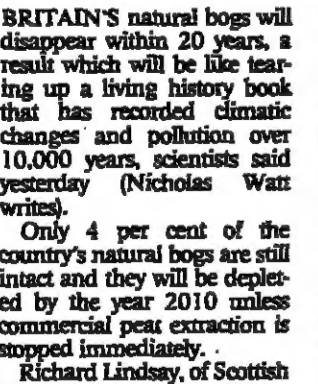 BRITAIN'S natural bogs will
disappear within 20 years, a
result which will be like tear-
ing up a living history book
that has recorded climatic
changes and pollution over
10,000 years, scientists said
yesterday (Nicholas Watt
writes).
Only 4 per cent of the
country's natural bogs are still
intact and they will be deplet-
ed by the year 2010 unless
commercial peat extraction is
stopped immediately.
Richard Lindsay, of Scottish